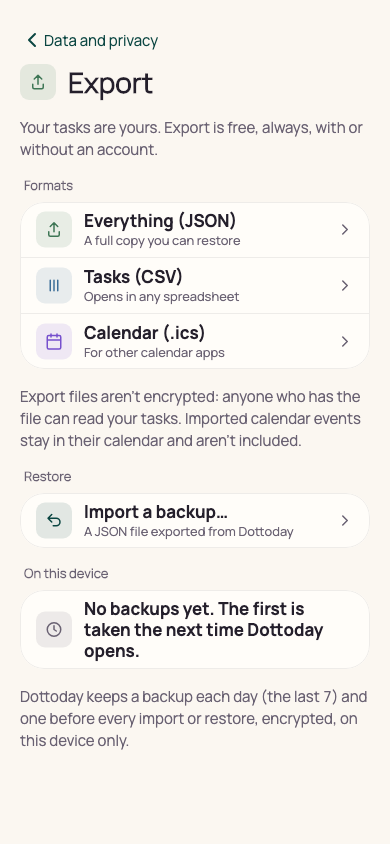 Data and privacy
Export
Your tasks are yours. Export is free, always, with or
without an account.
Formats
Everything (JSON)
A full copy you can restore
Tasks (CSV)
Opens in any spreadsheet
Calendar (.ics)
For other calendar apps
Export files aren't encrypted: anyone who has the
file can read your tasks. Imported calendar events
stay in their calendar and aren't included.
Restore
Import a backup…
A JSON file exported from Dottoday
On this device
No backups yet. The first is
taken the next time Dottoday
opens.
Dottoday keeps a backup each day (the last 7) and
one before every import or restore, encrypted, on
this device only.